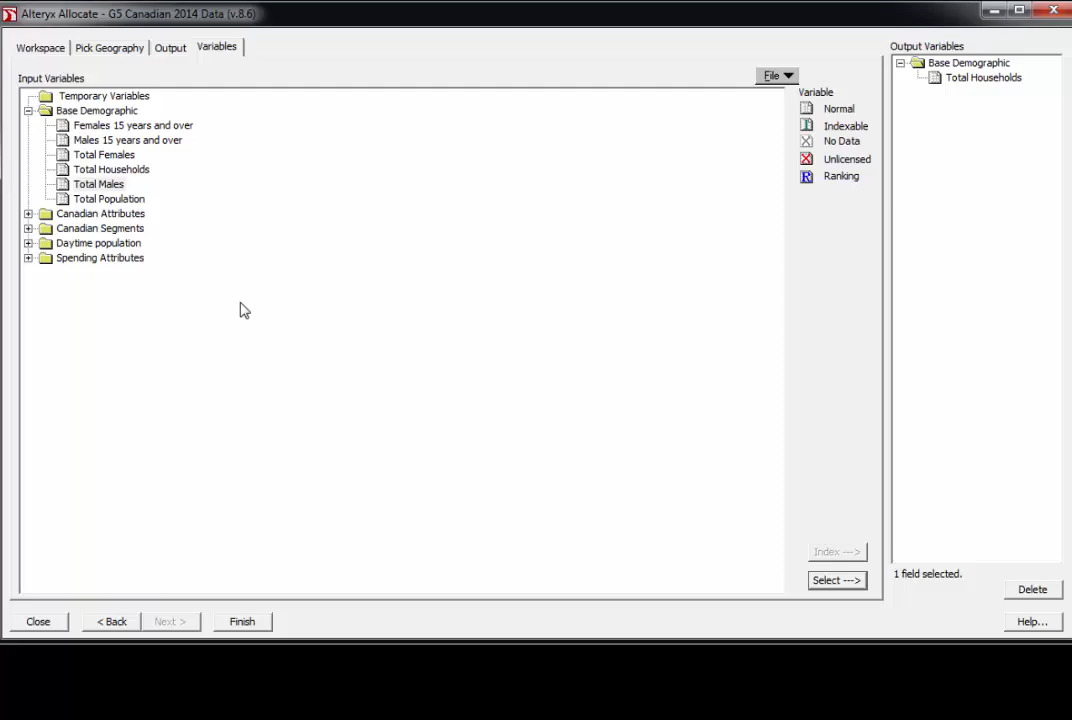 Alteryx Allocate - G5 Canadian 2014 Data (v.8.6)
Workspace Pick Geography Output Variables
Input Variables
File
Temporary Variables
Base Demographic
Females 15 years and over
Males 15 years and over
Total Females
Total Households
Total Males
Total Population
Canadian Attributes
Canadian Segments
Daytime population
Spending Attributes
Variable
Normal
Indexable
No Data
Unlicensed
R Ranking
Index --->
Select --->
Output Variables
Base Demographic
Total Households
1 field selected.
Delete
Close < Back Next > Finish Help...